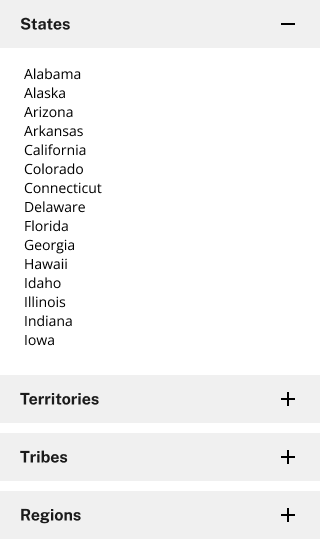 States
Alabama
Alaska
Arizona
Arkansas
California
Colorado
Connecticut
Delaware
Florida
Georgia
Hawaii
Idaho
Illinois
Indiana
Iowa
Territories
Tribes
Regions